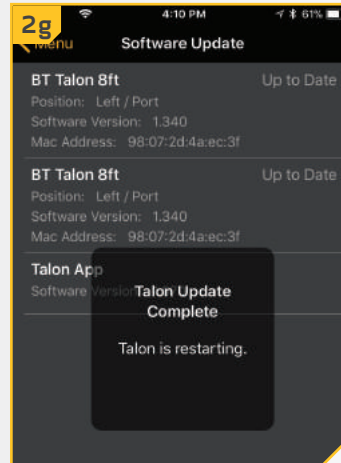 2g
4:10 PM 61%
Menu Software Update
BT Talon 8ft Up to Date
Position: Left / Port
Software Version: 1.340
Mac Address: 98:07:2d:4a:ec:3f
BT Talon 8ft Up to Date
Position: Left / Port
Software Version: 1.340
Mac Address: 98:07:2d:4a:ec:3f
Talon App
Software Version
Talon Update
Complete
Talon is restarting.